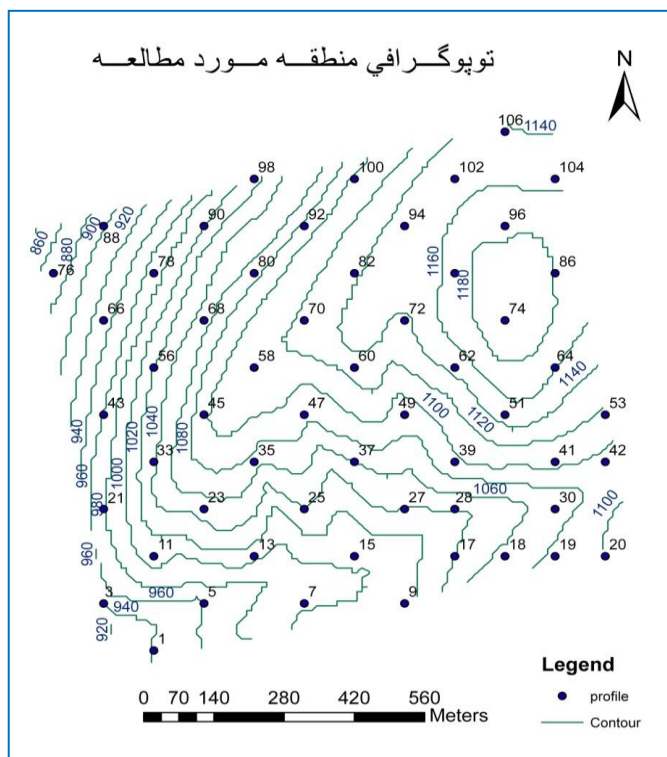 توپوگـــرافي منطقـــه مـــورد مطالعـــه
N
106 1140
98 100 102 104
860 880 900 920 88 90 92 94 96
76 78 80 82 1160 1180 86
66 68 70 72 74
56 58 60 62 64 1140
940 43 45 47 49 1100 1120 51 53
960 1000 1020 1040 1080 33 35 37 39 41 42
980 21 23 25 27 28 1060 30 1100
960 11 13 15 17 18 19 20
3 940 960 5 7 9
920 1
Legend
profile
Contour
0 70 140 280 420 560
Meters